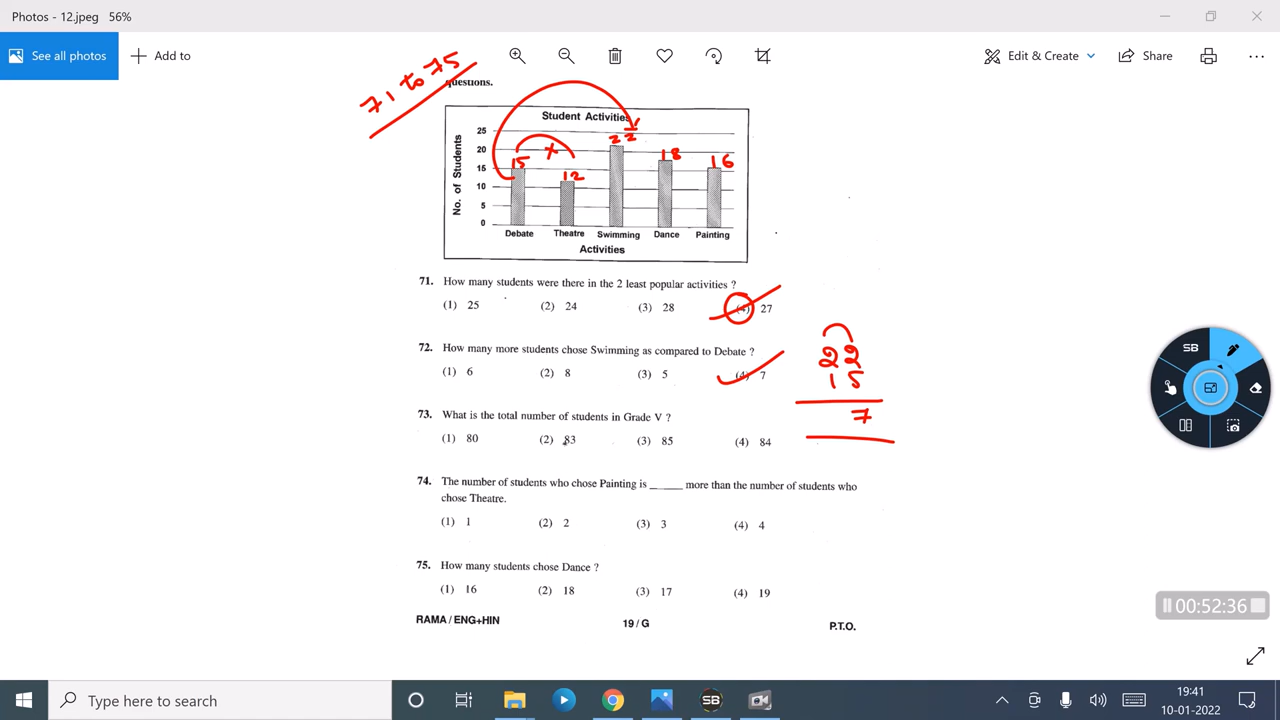 Photos - 12.jpeg 56%
See all photos
Add to
Edit & Create
Share
71 to 75
questions.
Student Activities
No. of Students
25
20
15
10
5
0
15
12
22
18
16
Debate Theatre Swimming Dance Painting
Activities
71. How many students were there in the 2 least popular activities ?
(1) 25 (2) 24 (3) 28 (4) 27
72. How many more students chose Swimming as compared to Debate ?
(1) 6 (2) 8 (3) 5 (4) 7
22
15
7
73. What is the total number of students in Grade V ?
(1) 80 (2) 83 (3) 85 (4) 84
74. The number of students who chose Painting is ______ more than the number of students who
chose Theatre.
(1) 1 (2) 2 (3) 3 (4) 4
75. How many students chose Dance ?
(1) 16 (2) 18 (3) 17 (4) 19
RAMA / ENG+HIN 19 / G P.T.O.
SB
00:52:36
Type here to search
SB
19:41
10-01-2022